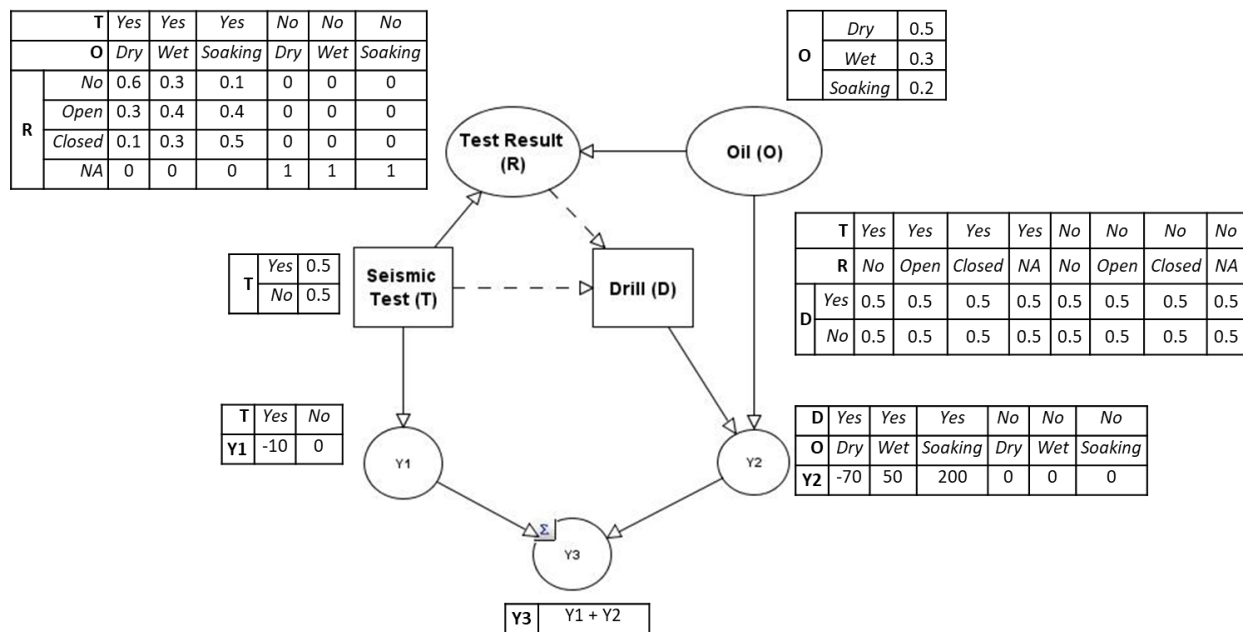 T Yes Yes Yes No No No
O Dry Wet Soaking Dry Wet Soaking
R
No 0.6 0.3 0.1 0 0 0
Open 0.3 0.4 0.4 0 0 0
Closed 0.1 0.3 0.5 0 0 0
NA 0 0 0 1 1 1
O
Dry 0.5
Wet 0.3
Soaking 0.2
Test Result
(R)
Oil (O)
T
Yes 0.5
No 0.5
Seismic
Test (T)
Drill (D)
T Yes Yes Yes Yes No No No No
R No Open Closed NA No Open Closed NA
D
Yes 0.5 0.5 0.5 0.5 0.5 0.5 0.5 0.5
No 0.5 0.5 0.5 0.5 0.5 0.5 0.5 0.5
T Yes No
Y1 -10 0
Y1
Y2
D Yes Yes Yes No No No
O Dry Wet Soaking Dry Wet Soaking
Y2 -70 50 200 0 0 0
Σ
Y3
Y3 Y1 + Y2